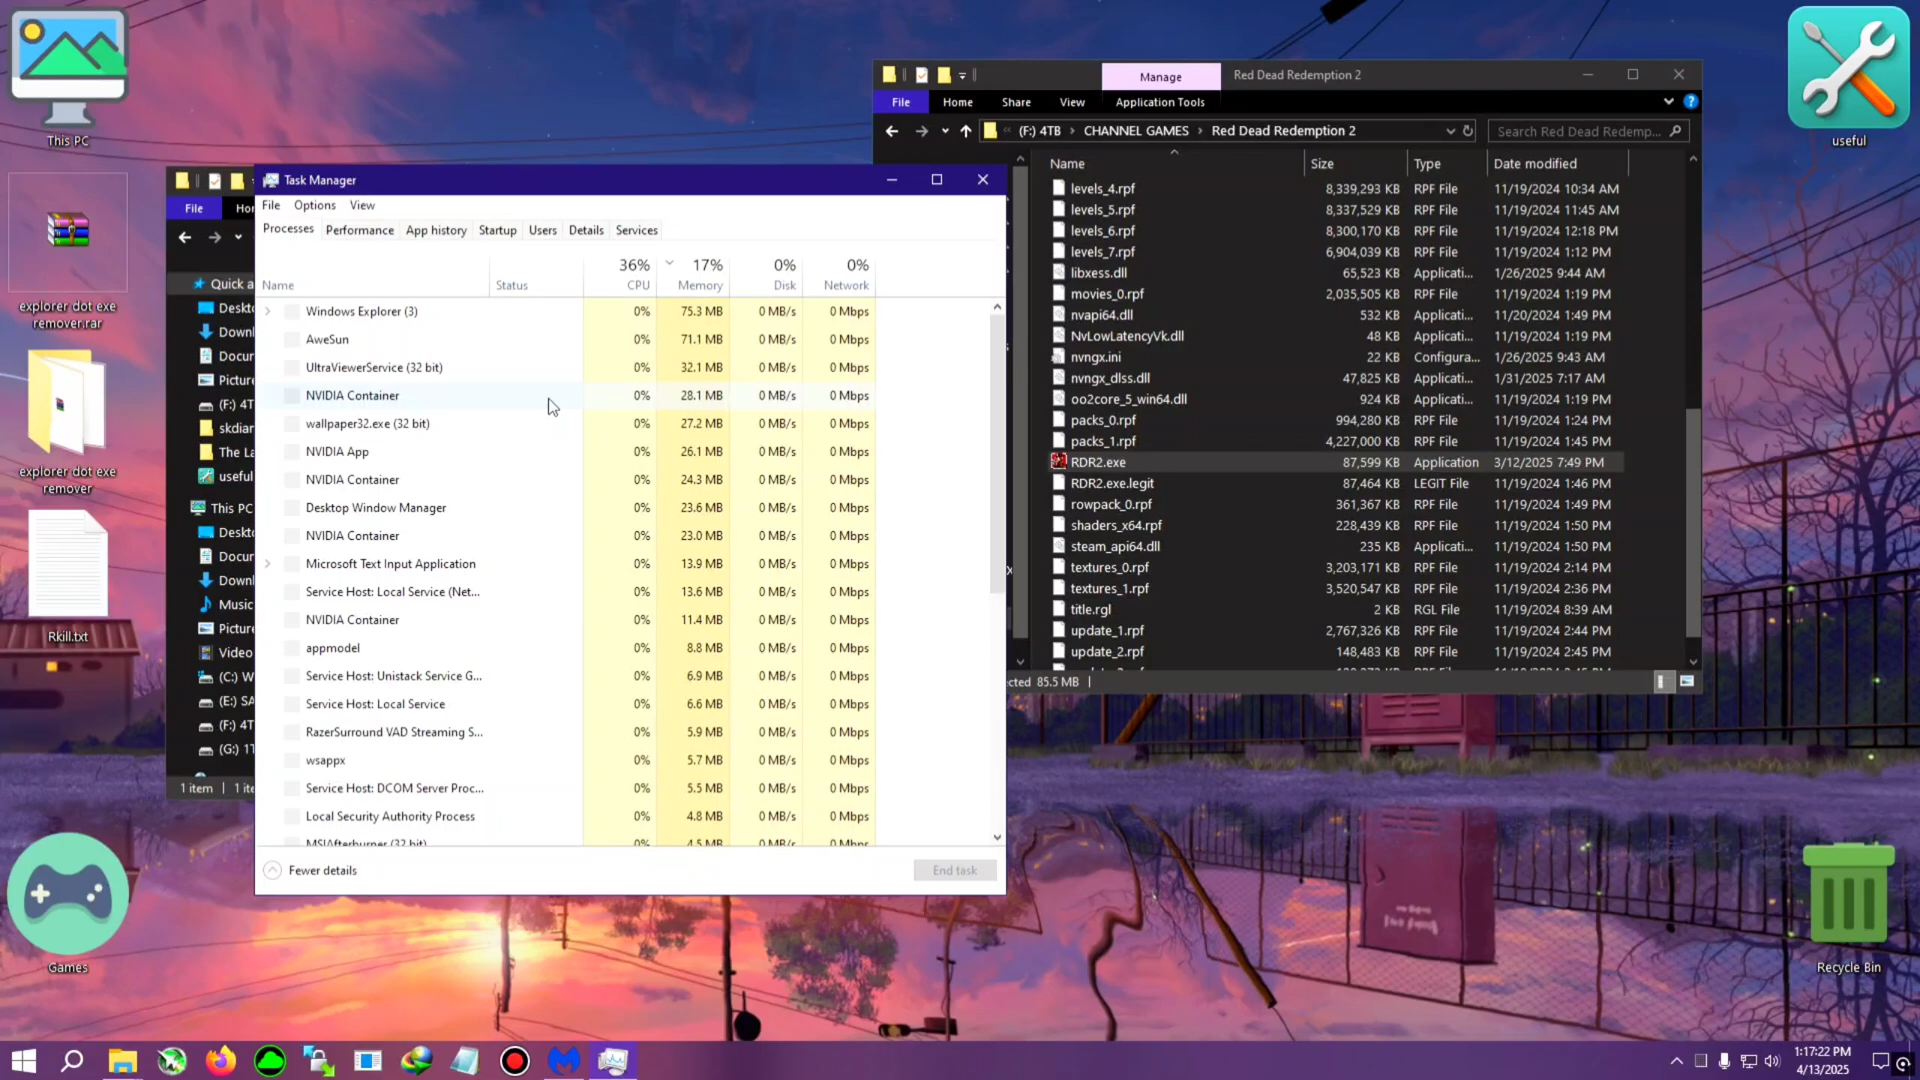 This PC
explorer dot exe
remover.rar
explorer dot exe
remover
Rkill.txt
Games
useful
Recycle Bin
File
Hor
Quick a
Deskt
Downl
Docur
Picture
(F:) 4T
skdiar
The La
useful
This PC
Deskt
Docur
Downl
Music
Picture
Video
(C:) W
(E:) SA
(F:) 4T
(G:) 1T
1 item
1 ite
Task Manager
File Options View
Processes Performance App history Startup Users Details Services
36% 17% 0% 0%
Name Status CPU Memory Disk Network
Windows Explorer (3) 0% 75.3 MB 0 MB/s 0 Mbps
AweSun 0% 71.1 MB 0 MB/s 0 Mbps
UltraViewerService (32 bit) 0% 32.1 MB 0 MB/s 0 Mbps
NVIDIA Container 0% 28.1 MB 0 MB/s 0 Mbps
wallpaper32.exe (32 bit) 0% 27.2 MB 0 MB/s 0 Mbps
NVIDIA App 0% 26.1 MB 0 MB/s 0 Mbps
NVIDIA Container 0% 24.3 MB 0 MB/s 0 Mbps
Desktop Window Manager 0% 23.6 MB 0 MB/s 0 Mbps
NVIDIA Container 0% 23.0 MB 0 MB/s 0 Mbps
Microsoft Text Input Application 0% 13.9 MB 0 MB/s 0 Mbps
Service Host: Local Service (Net... 0% 13.6 MB 0 MB/s 0 Mbps
NVIDIA Container 0% 11.4 MB 0 MB/s 0 Mbps
appmodel 0% 8.8 MB 0 MB/s 0 Mbps
Service Host: Unistack Service G... 0% 6.9 MB 0 MB/s 0 Mbps
Service Host: Local Service 0% 6.6 MB 0 MB/s 0 Mbps
RazerSurround VAD Streaming S... 0% 5.9 MB 0 MB/s 0 Mbps
wsappx 0% 5.7 MB 0 MB/s 0 Mbps
Service Host: DCOM Server Proc... 0% 5.5 MB 0 MB/s 0 Mbps
Local Security Authority Process 0% 4.8 MB 0 MB/s 0 Mbps
MSIAfterburner (32 bit) 0% 4.5 MB 0 MB/s 0 Mbps
Fewer details
End task
Manage Red Dead Redemption 2
File Home Share View Application Tools
(F:) 4TB CHANNEL GAMES Red Dead Redemption 2 Search Red Dead Redemp...
Name Size Type Date modified
levels_4.rpf 8,339,293 KB RPF File 11/19/2024 10:34 AM
levels_5.rpf 8,337,529 KB RPF File 11/19/2024 11:45 AM
levels_6.rpf 8,300,170 KB RPF File 11/19/2024 12:18 PM
levels_7.rpf 6,904,039 KB RPF File 11/19/2024 1:12 PM
libxess.dll 65,523 KB Applicati... 1/26/2025 9:44 AM
movies_0.rpf 2,035,505 KB RPF File 11/19/2024 1:19 PM
nvapi64.dll 532 KB Applicati... 11/20/2024 1:49 PM
NvLowLatencyVk.dll 48 KB Applicati... 11/19/2024 1:19 PM
nvngx.ini 22 KB Configura... 1/26/2025 9:43 AM
nvngx_dlss.dll 47,825 KB Applicati... 1/31/2025 7:17 AM
oo2core_5_win64.dll 924 KB Applicati... 11/19/2024 1:19 PM
packs_0.rpf 994,280 KB RPF File 11/19/2024 1:24 PM
packs_1.rpf 4,227,000 KB RPF File 11/19/2024 1:45 PM
RDR2.exe 87,599 KB Application 3/12/2025 7:49 PM
RDR2.exe.legit 87,464 KB LEGIT File 11/19/2024 1:46 PM
rowpack_0.rpf 361,367 KB RPF File 11/19/2024 1:49 PM
shaders_x64.rpf 228,439 KB RPF File 11/19/2024 1:50 PM
steam_api64.dll 235 KB Applicati... 11/19/2024 1:50 PM
textures_0.rpf 3,203,171 KB RPF File 11/19/2024 2:14 PM
textures_1.rpf 3,520,547 KB RPF File 11/19/2024 2:36 PM
title.rgl 2 KB RGL File 11/19/2024 8:39 AM
update_1.rpf 2,767,326 KB RPF File 11/19/2024 2:44 PM
update_2.rpf 148,483 KB RPF File 11/19/2024 2:45 PM
cted 85.5 MB
1:17:22 PM
4/13/2025